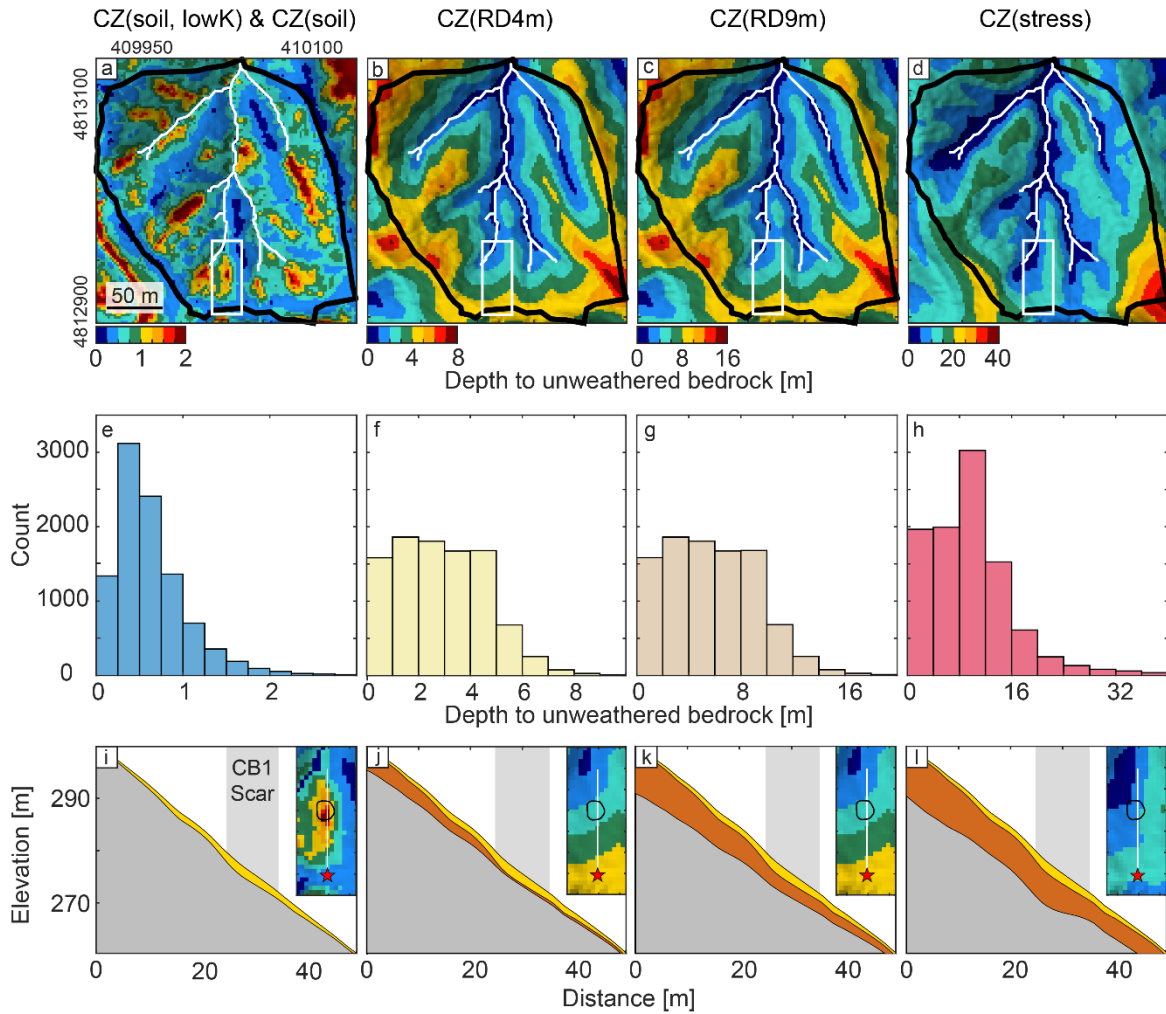 CZ(soil, lowK) & CZ(soil) CZ(RD4m) CZ(RD9m) CZ(stress)
409950 410100
a b c d
4813100
4812900
50 m
0 1 2 0 4 8 0 8 16 0 20 40
Depth to unweathered bedrock [m]
e f g h
3000
2000
1000
0
Count
0 1 2 0 2 4 6 8 0 8 16 0 16 32
Depth to unweathered bedrock [m]
i j k l
CB1
Scar
290
270
Elevation [m]
0 20 40 0 20 40 0 20 40 0 20 40
Distance [m]